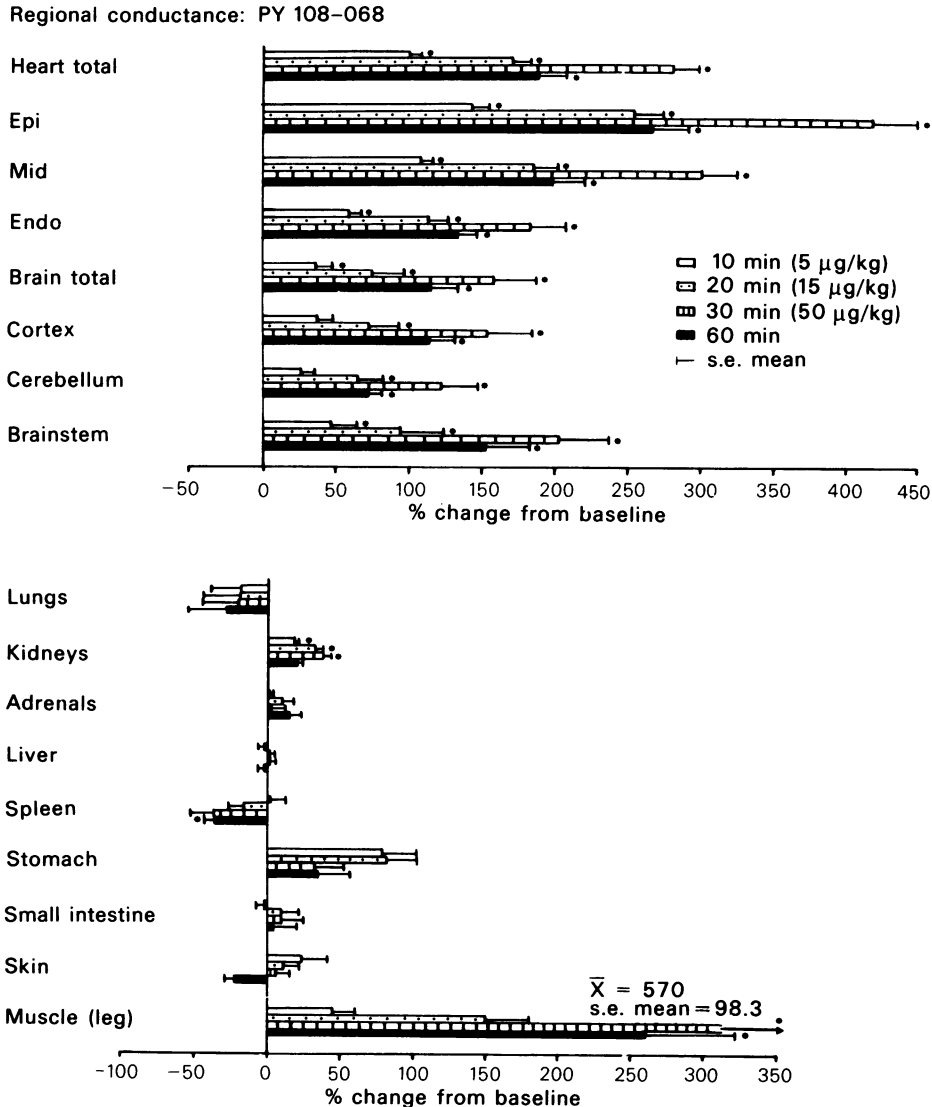 Regional conductance: PY 108–068
Heart total
Epi
Mid
Endo
Brain total
Cortex
Cerebellum
Brainstem
10 min (5 μg/kg)
20 min (15 μg/kg)
30 min (50 μg/kg)
60 min
s.e. mean
−50 0 50 100 150 200 250 300 350 400 450
% change from baseline
Lungs
Kidneys
Adrenals
Liver
Spleen
Stomach
Small intestine
Skin
Muscle (leg)
X̅ = 570
s.e. mean = 98.3
-100 −50 0 50 100 150 200 250 300 350
% change from baseline